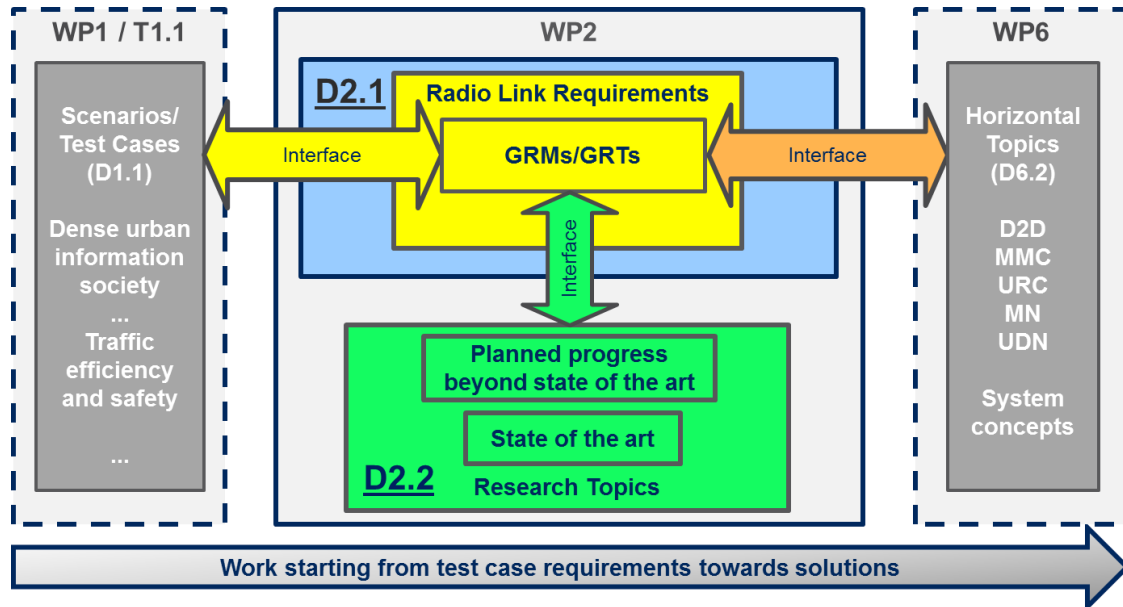 WP1 / T1.1
Scenarios/
Test Cases
(D1.1)
Dense urban
information
society
...
Traffic
efficiency
and safety
...
WP2
D2.1
Radio Link Requirements
GRMs/GRTs
Interface
Interface
Interface
Planned progress
beyond state of the art
State of the art
D2.2
Research Topics
WP6
Horizontal
Topics
(D6.2)
D2D
MMC
URC
MN
UDN
System
concepts
Work starting from test case requirements towards solutions